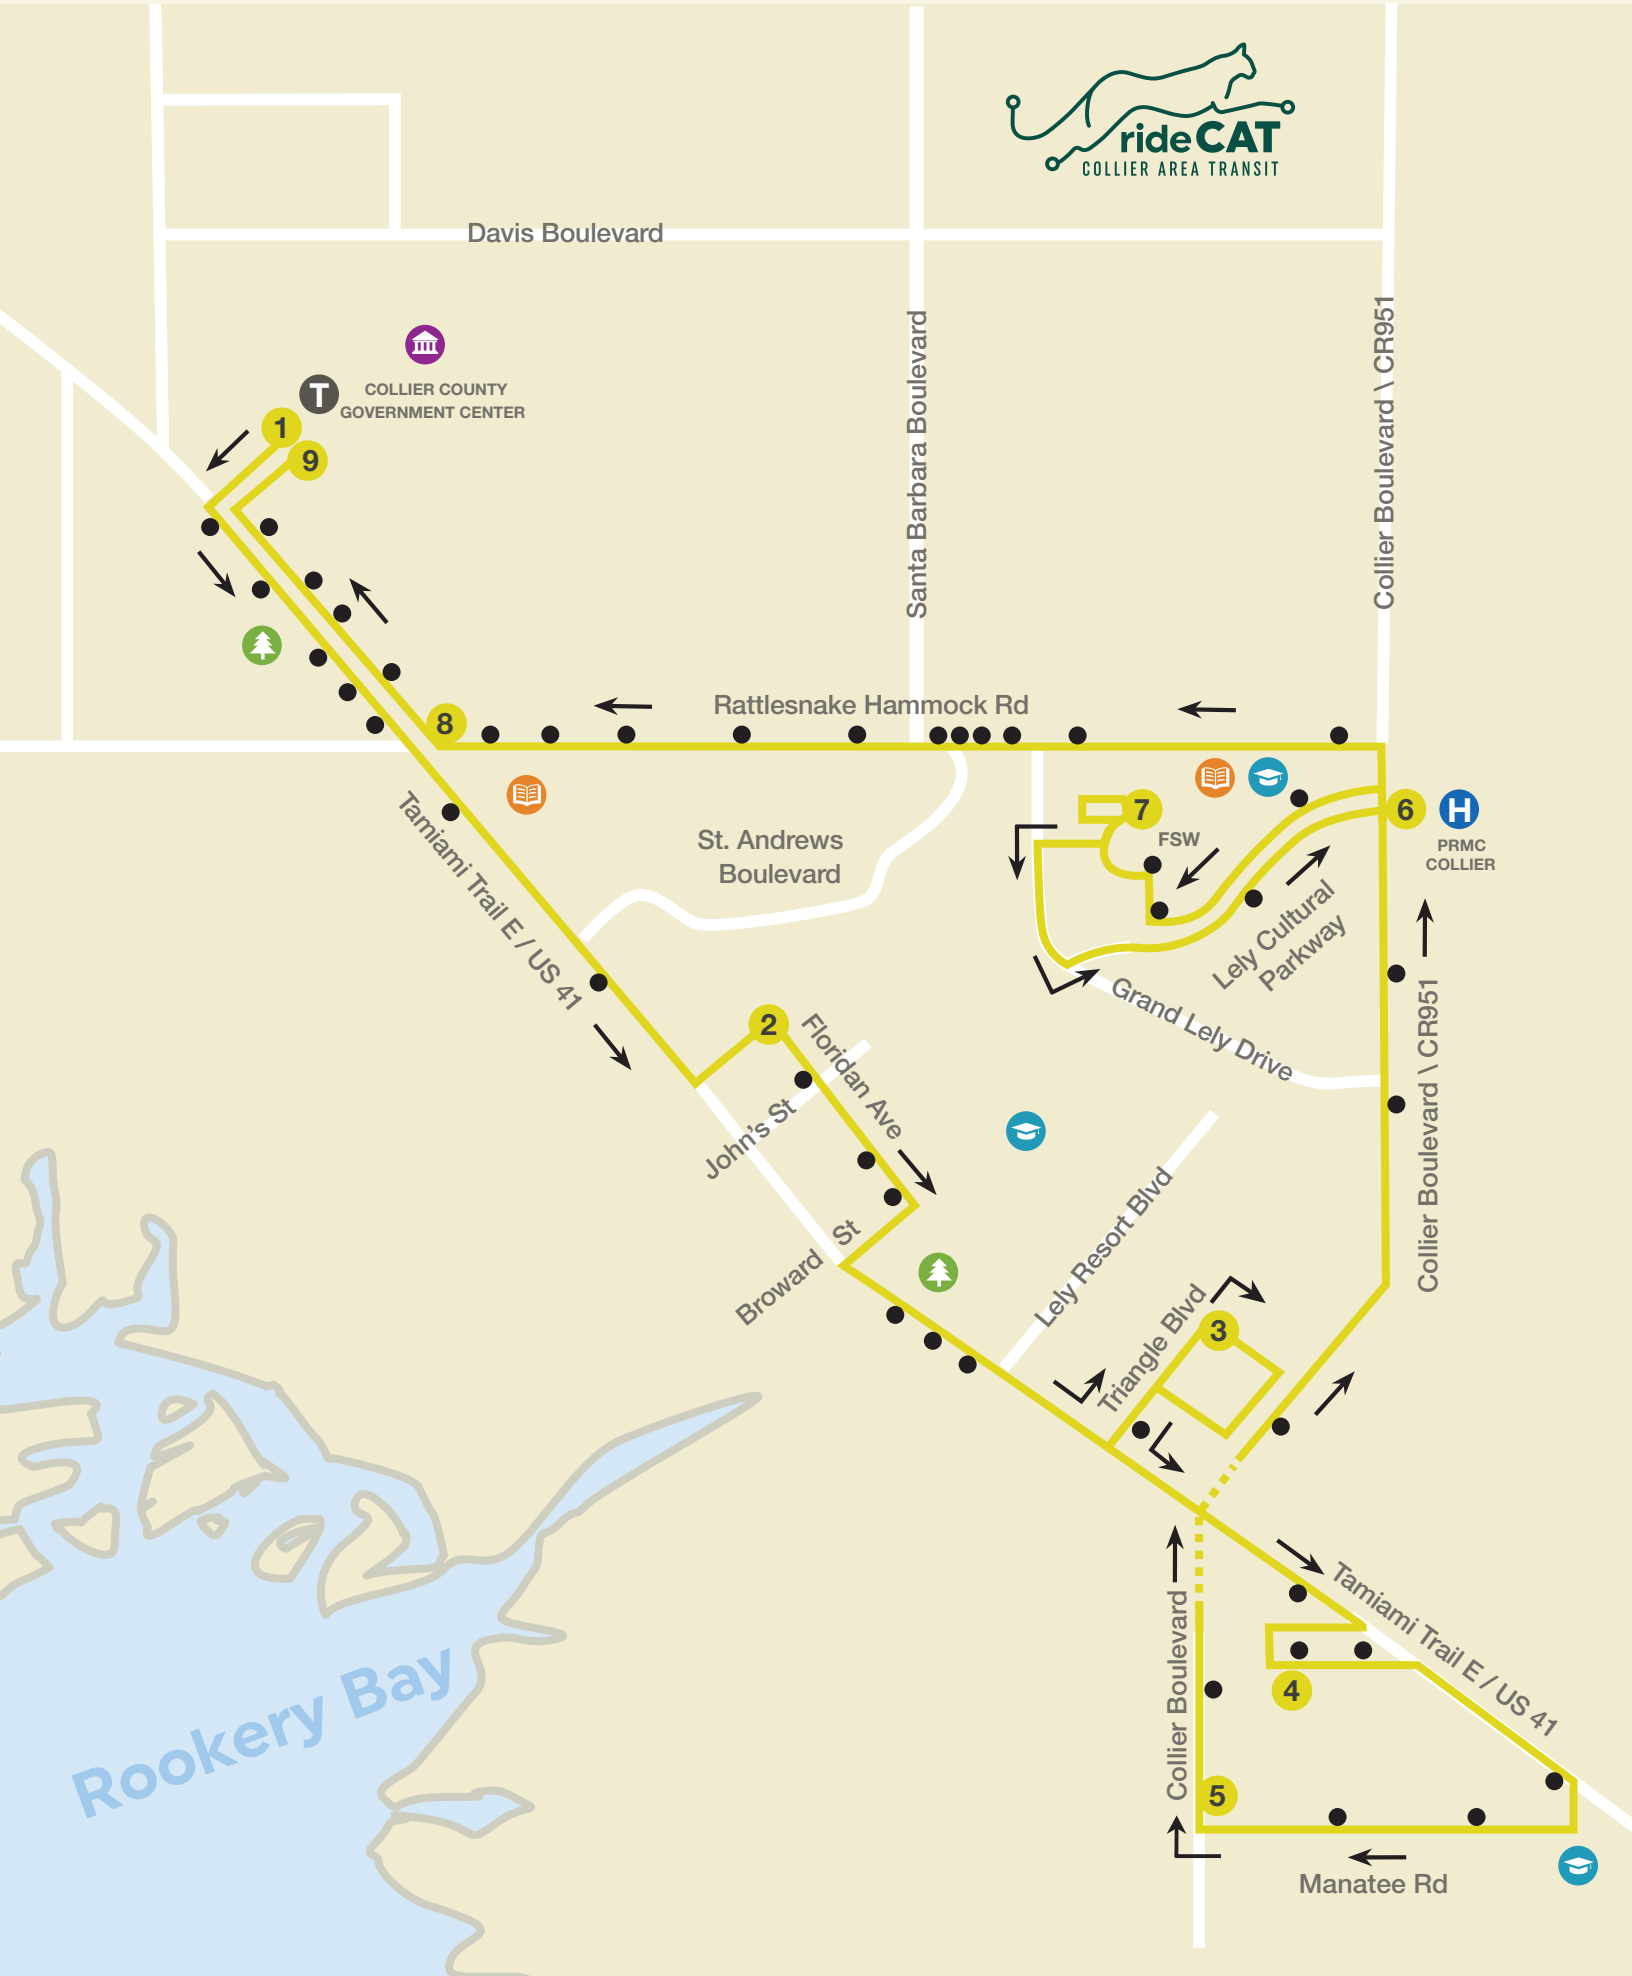 rideCAT
COLLIER AREA TRANSIT
Davis Boulevard
Santa Barbara Boulevard
Collier Boulevard \ CR951
T
COLLIER COUNTY
GOVERNMENT CENTER
1
9
8
Rattlesnake Hammock Rd
7
FSW
6
H
PRMC
COLLIER
St. Andrews
Boulevard
Tamiami Trail E / US 41
Lely Cultural
Parkway
Grand Lely Drive
Collier Boulevard \ CR951
2
Floridan Ave
John's St
Broward St
Lely Resort Blvd
Triangle Blvd
3
Tamiami Trail E / US 41
Collier Boulevard
4
5
Manatee Rd
Rookery Bay